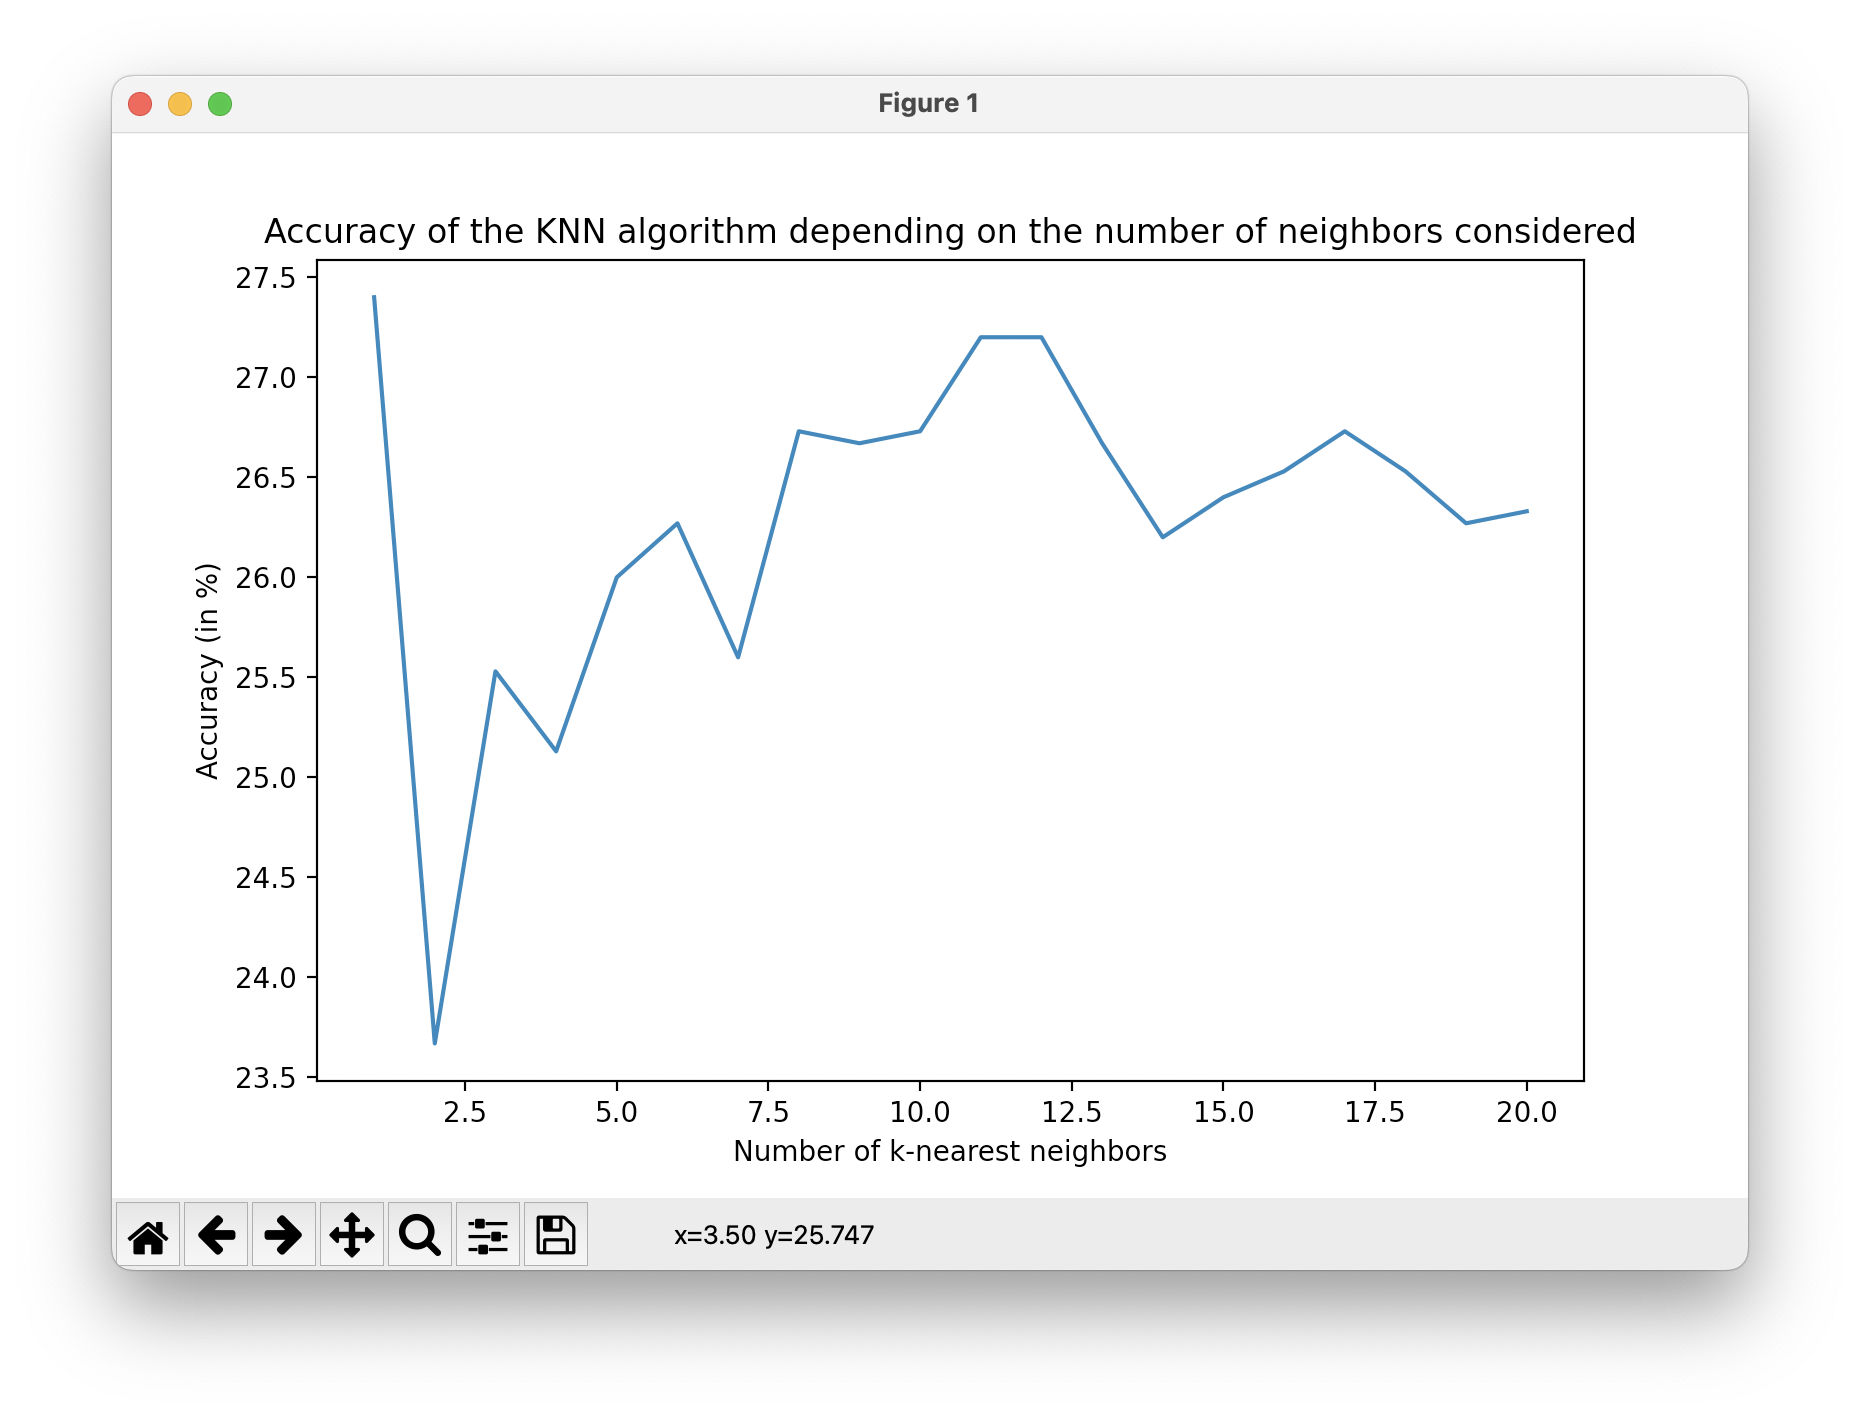 Figure 1
Accuracy of the KNN algorithm depending on the number of neighbors considered
27.5
27.0
26.5
26.0
25.5
25.0
24.5
24.0
23.5
Accuracy (in %)
2.5 5.0 7.5 10.0 12.5 15.0 17.5 20.0
Number of k-nearest neighbors
x=3.50 y=25.747